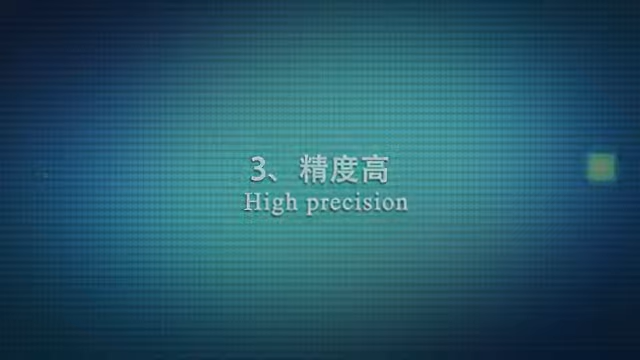 3、精度高
High precision